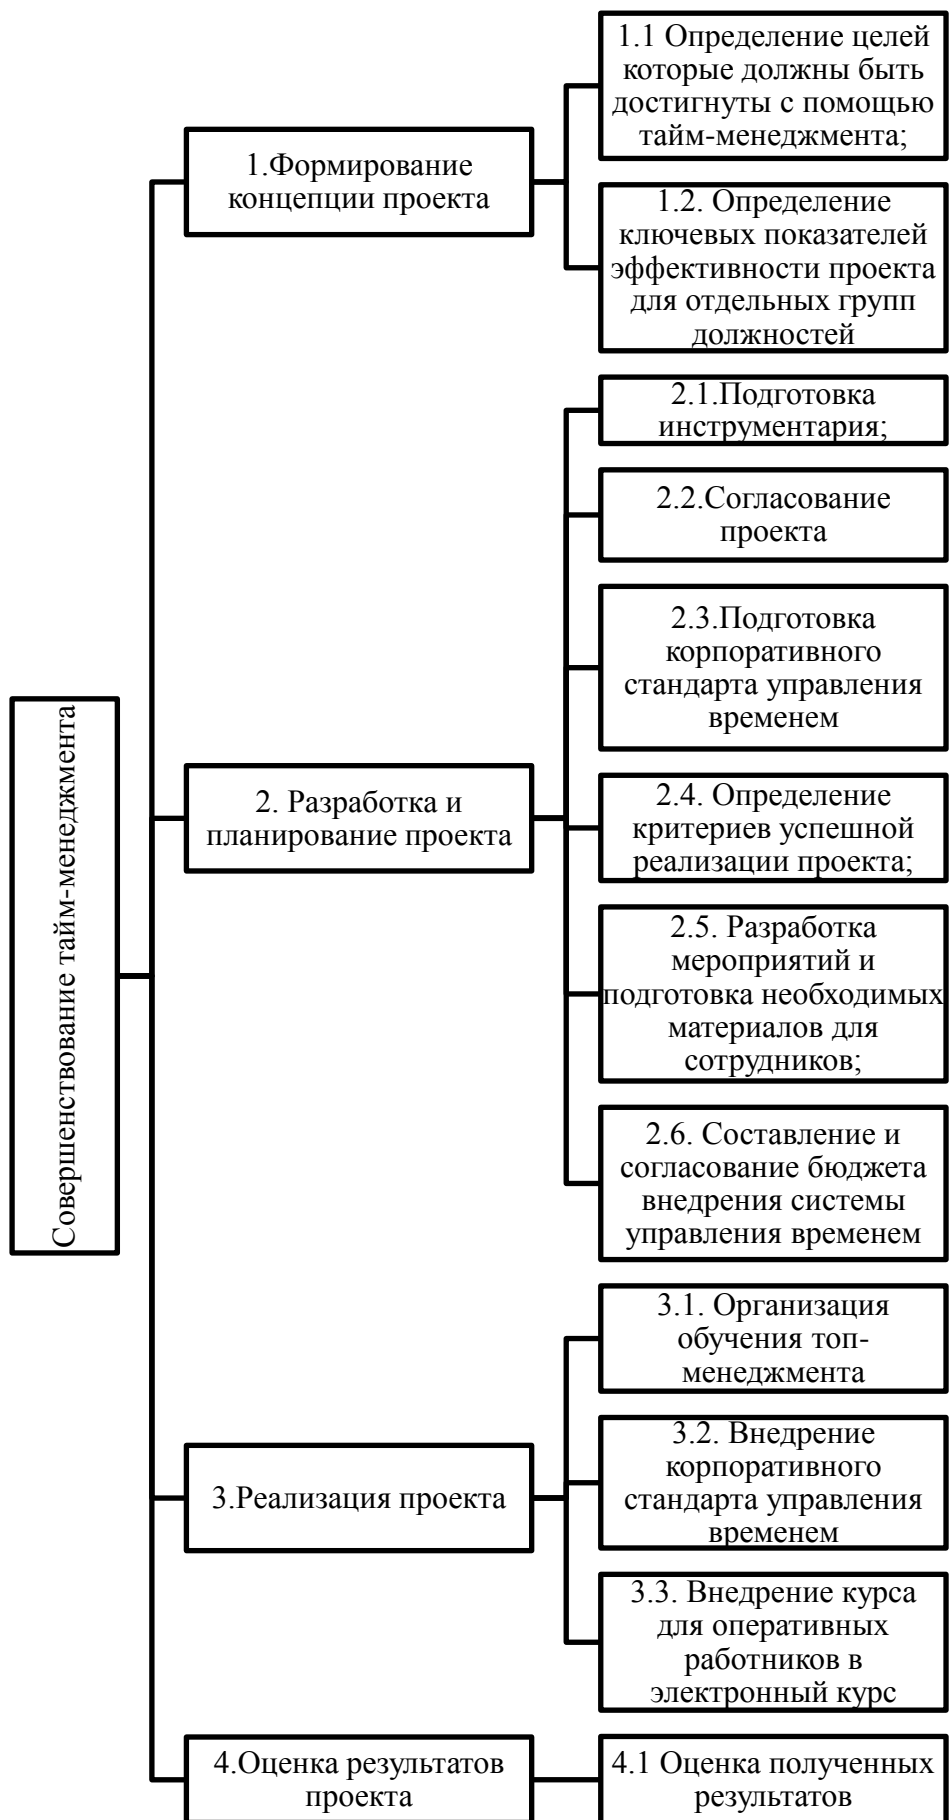 Совершенствование тайм-менеджмента
1.Формирование
концепции проекта
1.1 Определение целей
которые должны быть
достигнуты с помощью
тайм-менеджмента;
1.2. Определение
ключевых показателей
эффективности проекта
для отдельных групп
должностей
2. Разработка и
планирование проекта
2.1.Подготовка
инструментария;
2.2.Согласование
проекта
2.3.Подготовка
корпоративного
стандарта управления
временем
2.4. Определение
критериев успешной
реализации проекта;
2.5. Разработка
мероприятий и
подготовка необходимых
материалов для
сотрудников;
2.6. Составление и
согласование бюджета
внедрения системы
управления временем
3.Реализация проекта
3.1. Организация
обучения топ-
менеджмента
3.2. Внедрение
корпоративного
стандарта управления
временем
3.3. Внедрение курса
для оперативных
работников в
электронный курс
4.Оценка результатов
проекта
4.1 Оценка полученных
результатов